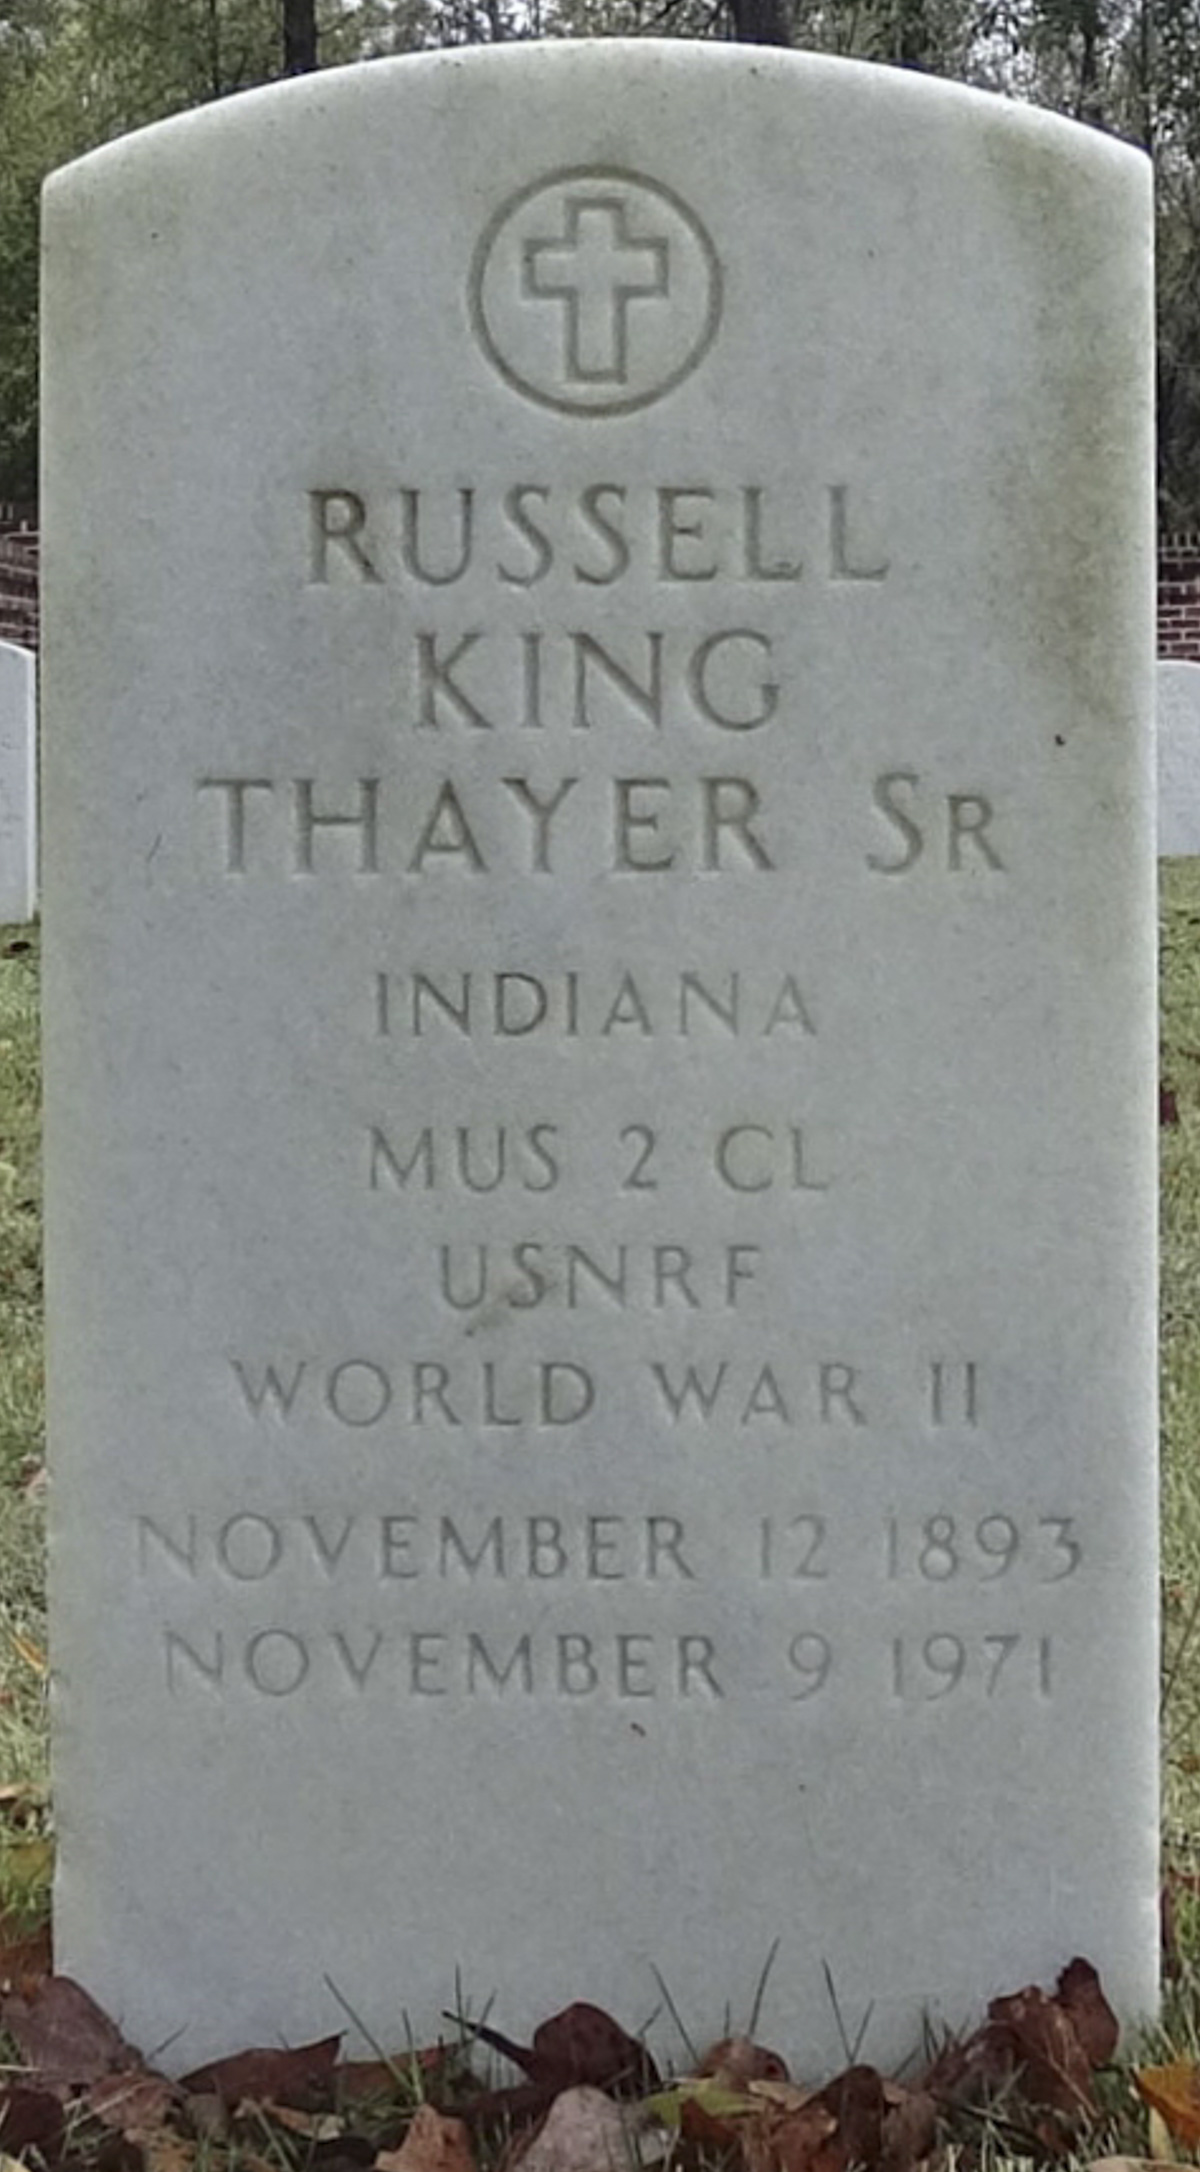 RUSSELL
KING
THAYER SR
INDIANA
MUS 2 CL
USNRF
WORLD WAR II
NOVEMBER 12 1893
NOVEMBER 9 1971